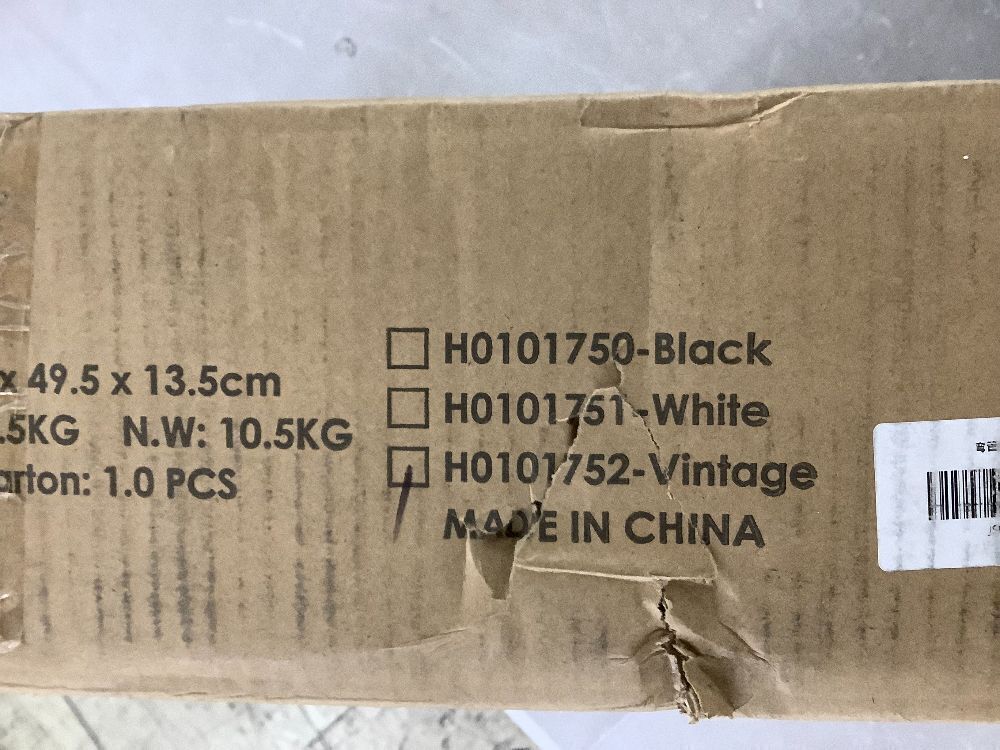 x 49.5 x 13.5cm
.5KG N.W: 10.5KG
arton: 1.0 PCS
H0101750-Black
H0101751-White
H0101752-Vintage
MADE IN CHINA